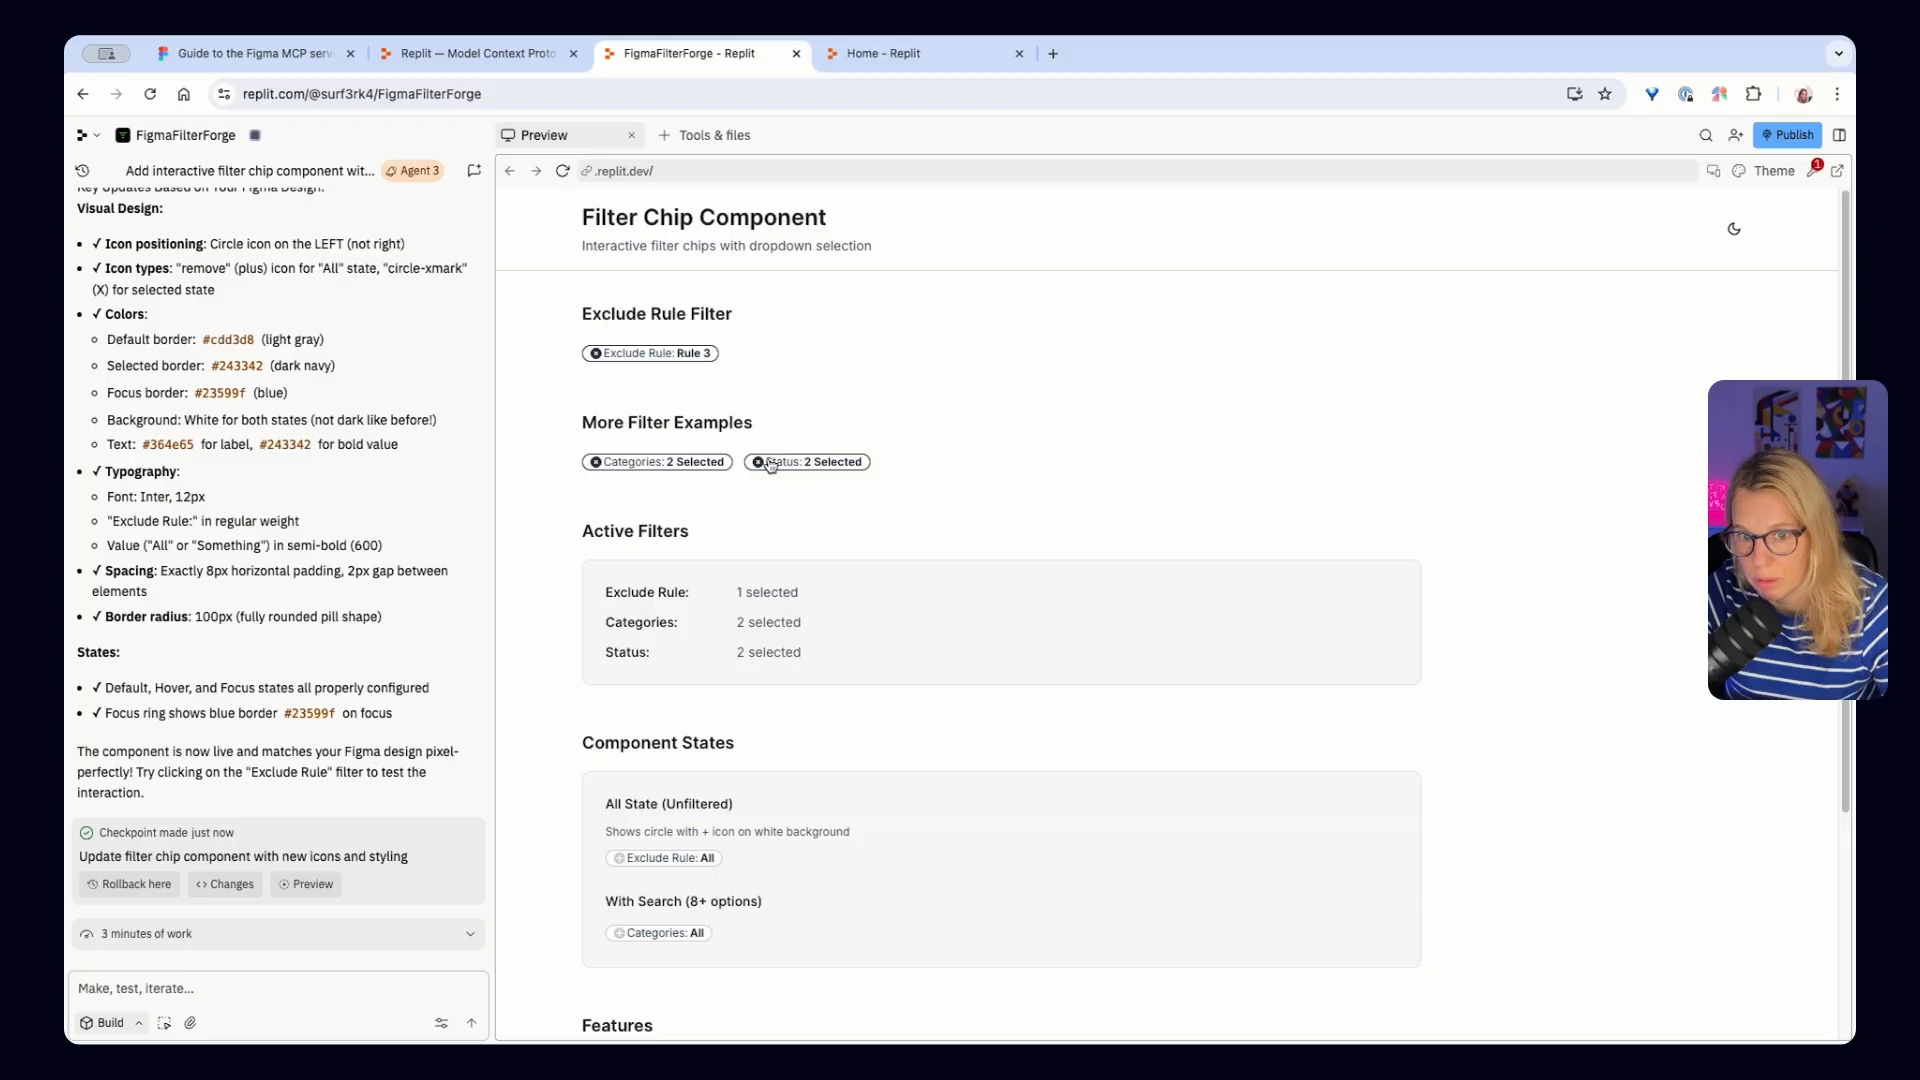 Guide to the Figma MCP serv
Replit — Model Context Proto
FigmaFilterForge - Replit
Home - Replit
replit.com/@surf3rk4/FigmaFilterForge
FigmaFilterForge
Preview
Tools & files
Publish
Add interactive filter chip component wit...
Agent 3
.replit.dev/
Theme
1
Key Updates Based on Your Figma Design:
Visual Design:
✓ Icon positioning: Circle icon on the LEFT (not right)
✓ Icon types: "remove" (plus) icon for "All" state, "circle-xmark"
(X) for selected state
✓ Colors:
Default border: #cdd3d8 (light gray)
Selected border: #243342 (dark navy)
Focus border: #23599f (blue)
Background: White for both states (not dark like before!)
Text: #364e65 for label, #243342 for bold value
✓ Typography:
Font: Inter, 12px
"Exclude Rule:" in regular weight
Value ("All" or "Something") in semi-bold (600)
✓ Spacing: Exactly 8px horizontal padding, 2px gap between
elements
✓ Border radius: 100px (fully rounded pill shape)
States:
✓ Default, Hover, and Focus states all properly configured
✓ Focus ring shows blue border #23599f on focus
The component is now live and matches your Figma design pixel-
perfectly! Try clicking on the "Exclude Rule" filter to test the
interaction.
Checkpoint made just now
Update filter chip component with new icons and styling
Rollback here
Changes
Preview
3 minutes of work
Make, test, iterate...
Build
Filter Chip Component
Interactive filter chips with dropdown selection
Exclude Rule Filter
Exclude Rule: Rule 3
More Filter Examples
Categories: 2 Selected
Status: 2 Selected
Active Filters
Exclude Rule: 1 selected
Categories: 2 selected
Status: 2 selected
Component States
All State (Unfiltered)
Shows circle with + icon on white background
Exclude Rule: All
With Search (8+ options)
Categories: All
Features